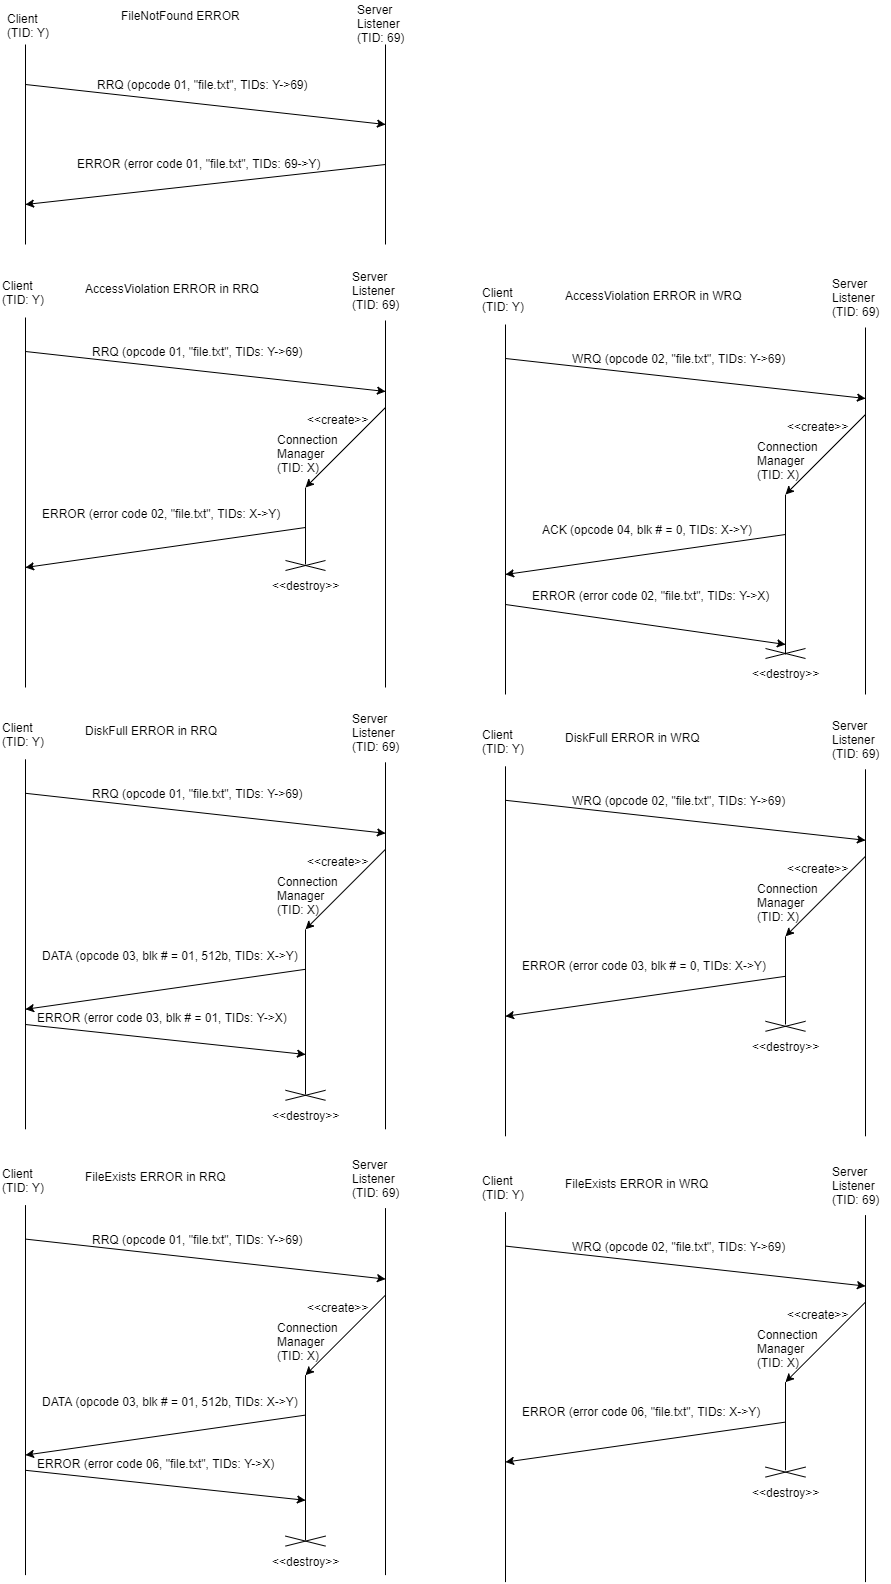 Client
(TID: Y)
FileNotFound ERROR
Server
Listener
(TID: 69)
RRQ (opcode 01, "file.txt", TIDs: Y->69)
ERROR (error code 01, "file.txt", TIDs: 69->Y)
Client
(TID: Y)
AccessViolation ERROR in RRQ
Server
Listener
(TID: 69)
RRQ (opcode 01, "file.txt", TIDs: Y->69)
<<create>>
Connection
Manager
(TID: X)
ERROR (error code 02, "file.txt", TIDs: X->Y)
<<destroy>>
Client
(TID: Y)
AccessViolation ERROR in WRQ
Server
Listener
(TID: 69)
WRQ (opcode 02, "file.txt", TIDs: Y->69)
<<create>>
Connection
Manager
(TID: X)
ACK (opcode 04, blk # = 0, TIDs: X->Y)
ERROR (error code 02, "file.txt", TIDs: Y->X)
<<destroy>>
Client
(TID: Y)
DiskFull ERROR in RRQ
Server
Listener
(TID: 69)
RRQ (opcode 01, "file.txt", TIDs: Y->69)
<<create>>
Connection
Manager
(TID: X)
DATA (opcode 03, blk # = 01, 512b, TIDs: X->Y)
ERROR (error code 03, blk # = 01, TIDs: Y->X)
<<destroy>>
Client
(TID: Y)
DiskFull ERROR in WRQ
Server
Listener
(TID: 69)
WRQ (opcode 02, "file.txt", TIDs: Y->69)
<<create>>
Connection
Manager
(TID: X)
ERROR (error code 03, blk # = 0, TIDs: X->Y)
<<destroy>>
Client
(TID: Y)
FileExists ERROR in RRQ
Server
Listener
(TID: 69)
RRQ (opcode 01, "file.txt", TIDs: Y->69)
<<create>>
Connection
Manager
(TID: X)
DATA (opcode 03, blk # = 01, 512b, TIDs: X->Y)
ERROR (error code 06, "file.txt", TIDs: Y->X)
<<destroy>>
Client
(TID: Y)
FileExists ERROR in WRQ
Server
Listener
(TID: 69)
WRQ (opcode 02, "file.txt", TIDs: Y->69)
<<create>>
Connection
Manager
(TID: X)
ERROR (error code 06, "file.txt", TIDs: X->Y)
<<destroy>>